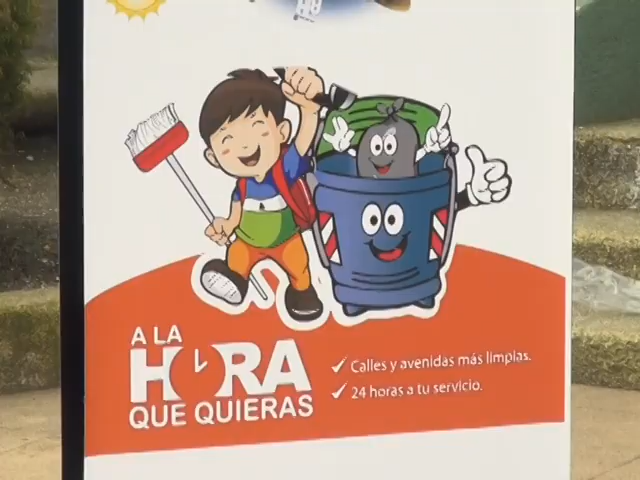 A LA
HORA
QUE QUIERAS
✓ Calles y avenidas más limpias.
✓ 24 horas a tu servicio.